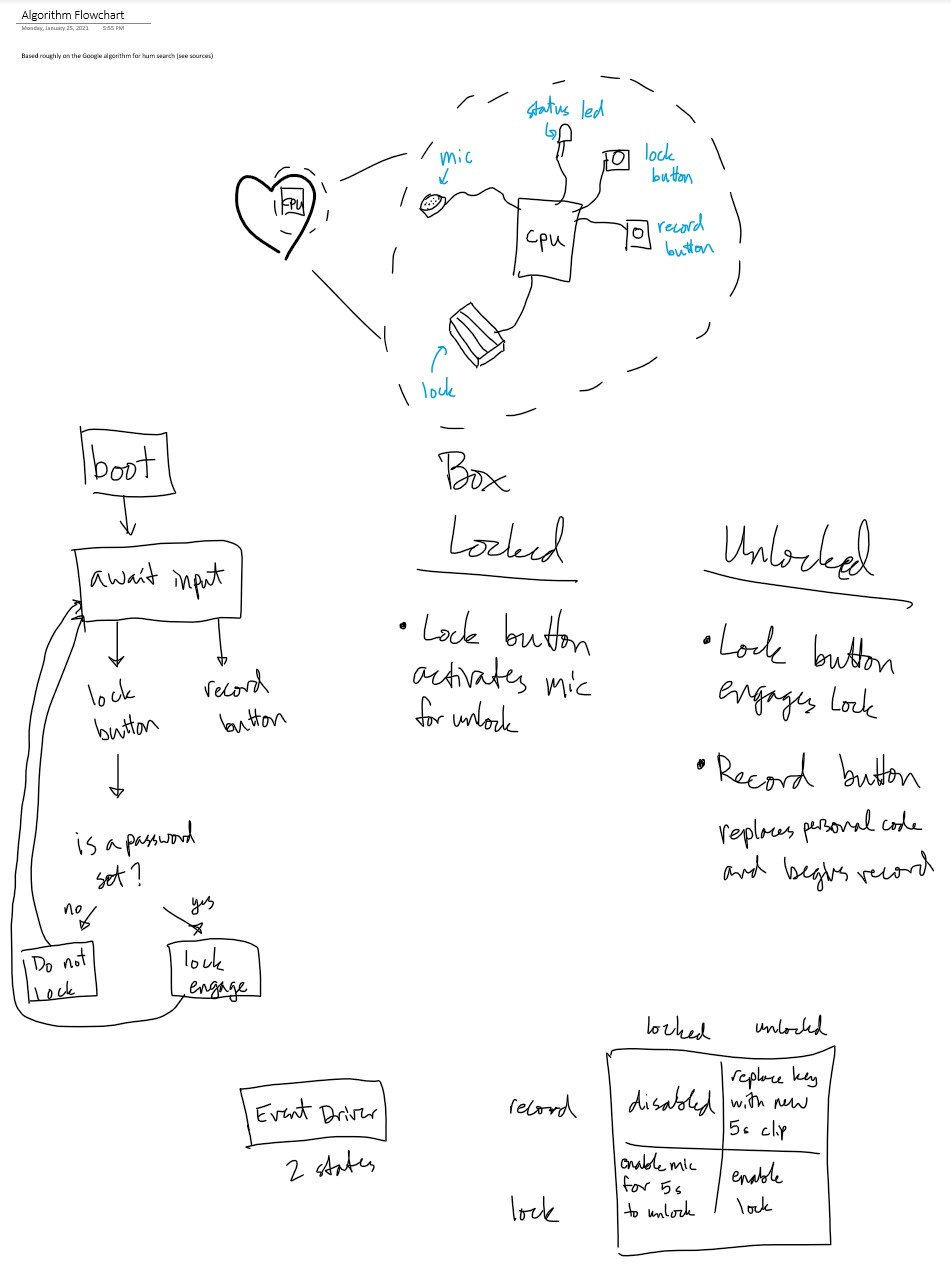 Algorithm Flowchart
Monday, January 25, 2021 5:55 PM
Based roughly on the Google algorithm for hum search (see sources)
status led
mic
lock
button
CPU
cpu
record
button
lock
boot
await input
lock
button
record
button
is a password
set?
no
yes
Do not
lock
lock
engage
Box
Locked
• Lock button
activates mic
for unlock
Unlocked
• Lock button
engages Lock
• Record button
replaces personal code
and begins record
Event Driver
2 states
locked unlocked
record
disabled
replace key
with new
5s clip
lock
enable mic
for 5s
to unlock
enable
lock